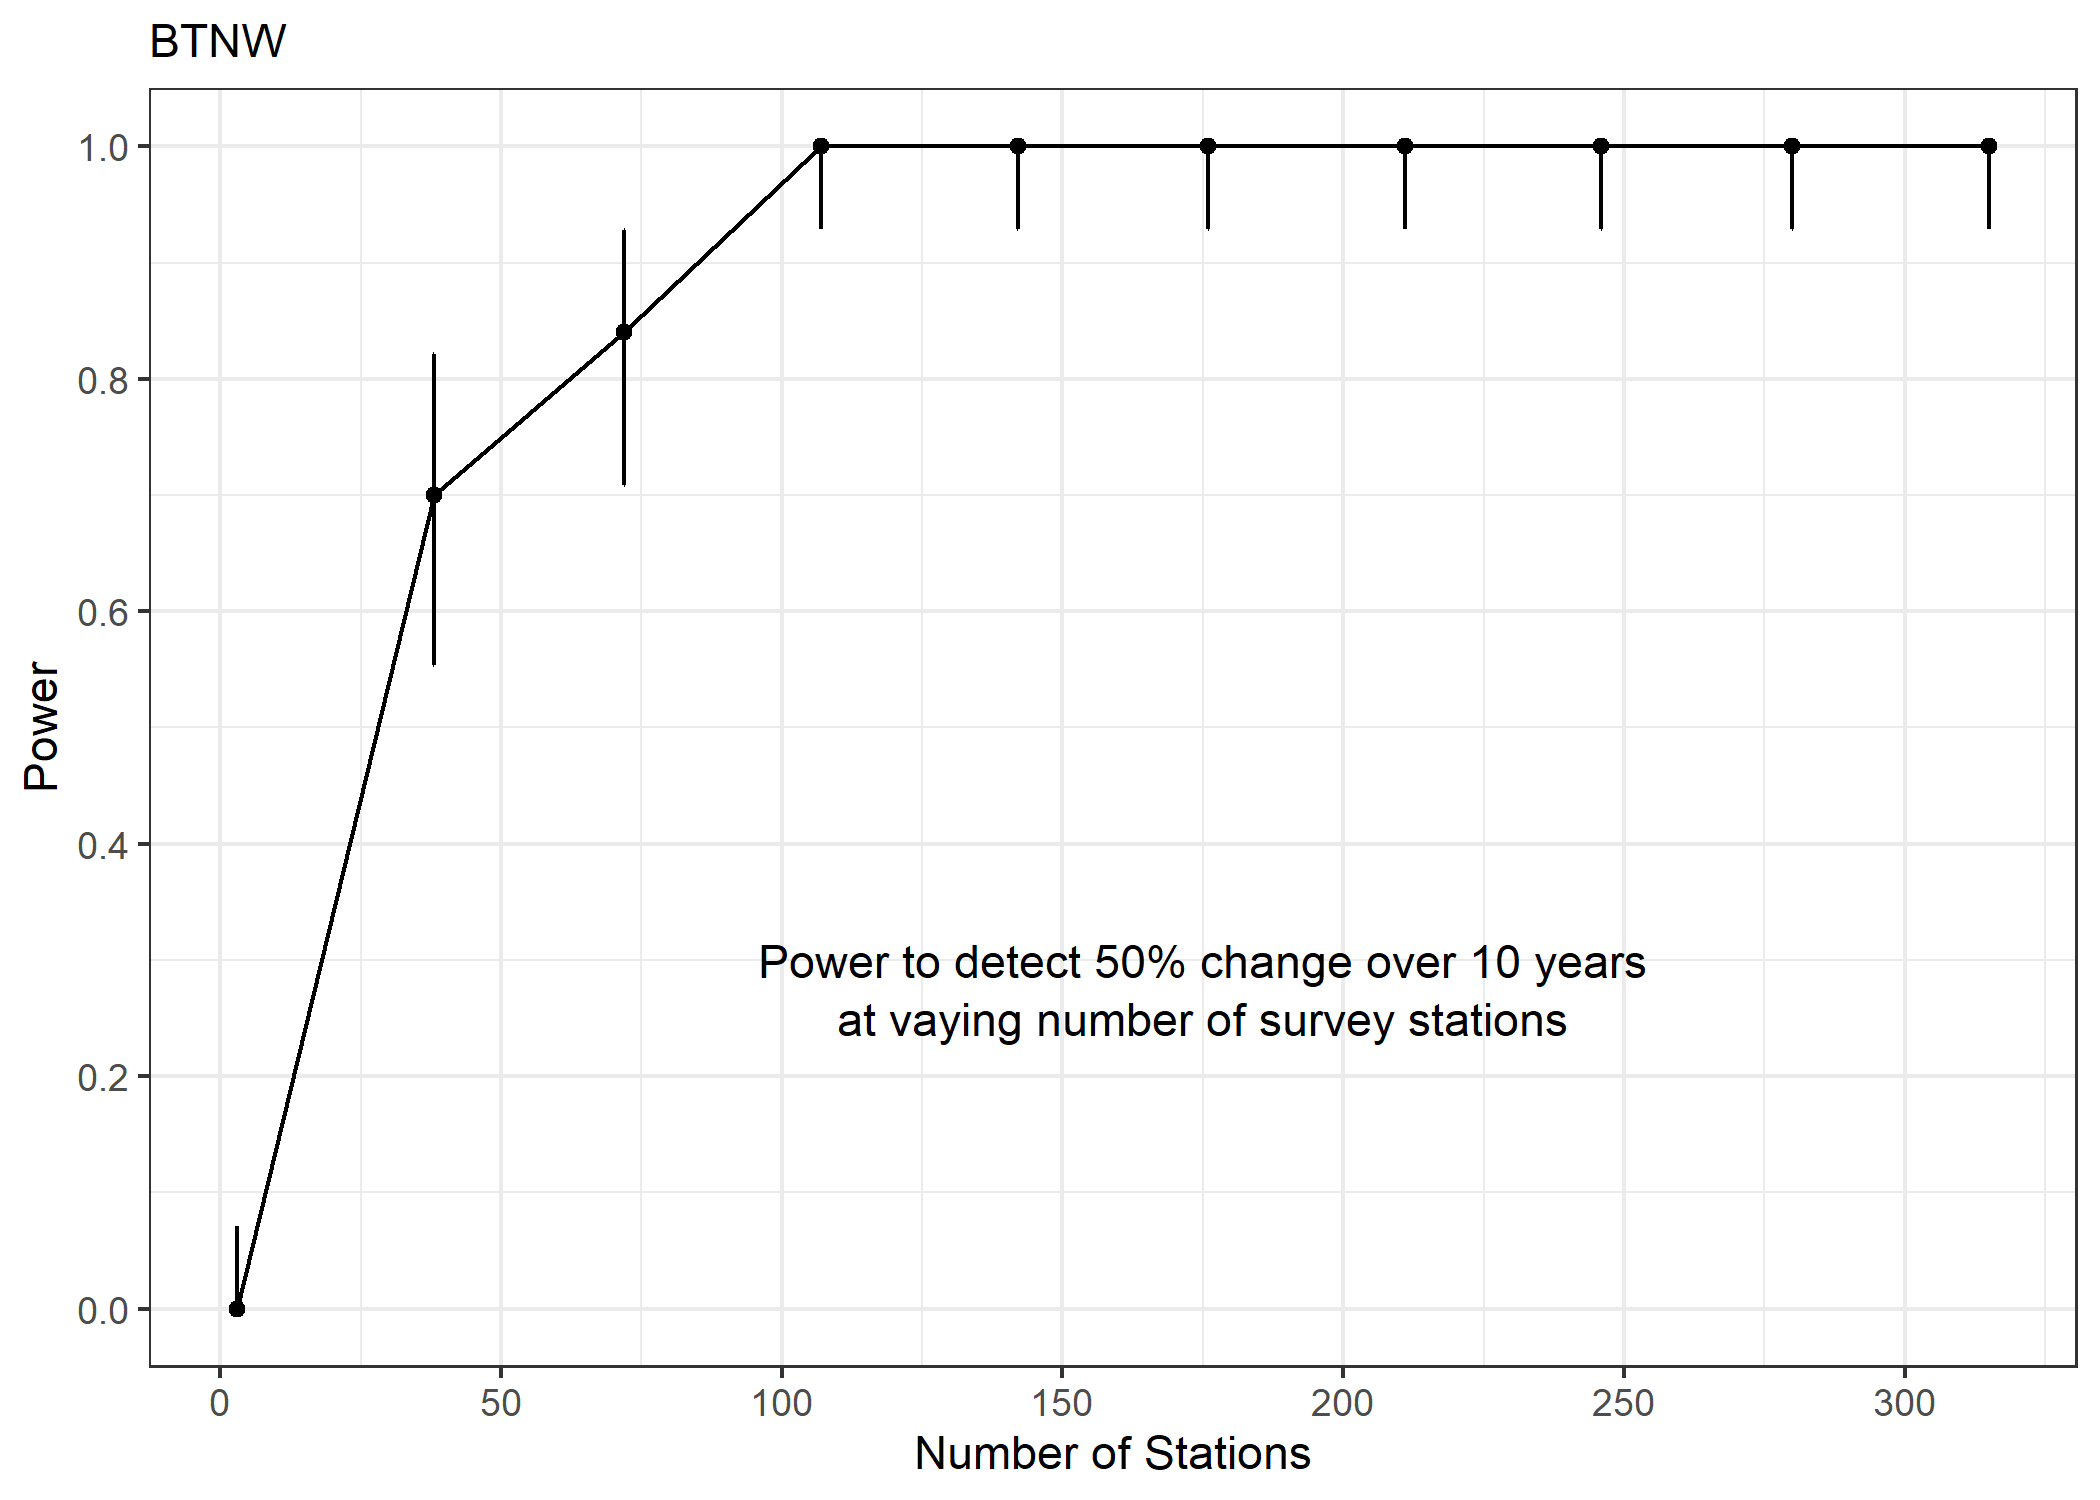 BTNW
1.0
0.8
0.6
0.4
0.2
0.0
Power
Power to detect 50% change over 10 years
at vaying number of survey stations
0 50 100 150 200 250 300
Number of Stations